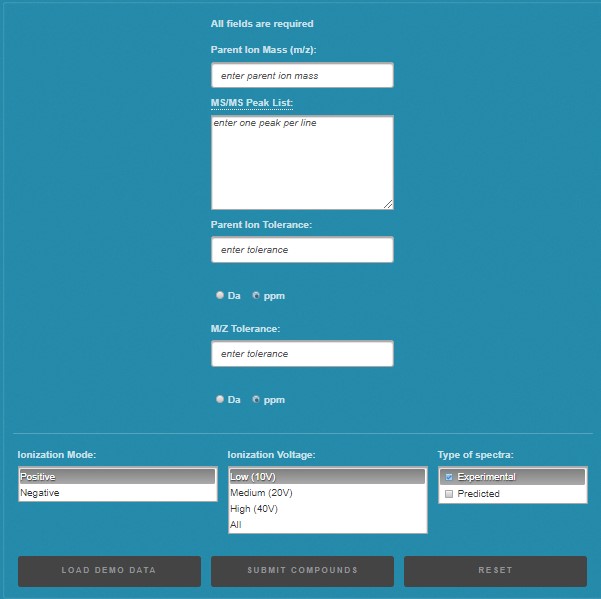 All fields are required
Parent Ion Mass (m/z):
enter parent ion mass
MS/MS Peak List:
enter one peak per line
Parent Ion Tolerance:
enter tolerance
Da ppm
M/Z Tolerance:
enter tolerance
Da ppm
Ionization Mode:
Positive
Negative
Ionization Voltage:
Low (10V)
Medium (20V)
High (40V)
All
Type of spectra:
Experimental
Predicted
LOAD DEMO DATA
SUBMIT COMPOUNDS
RESET